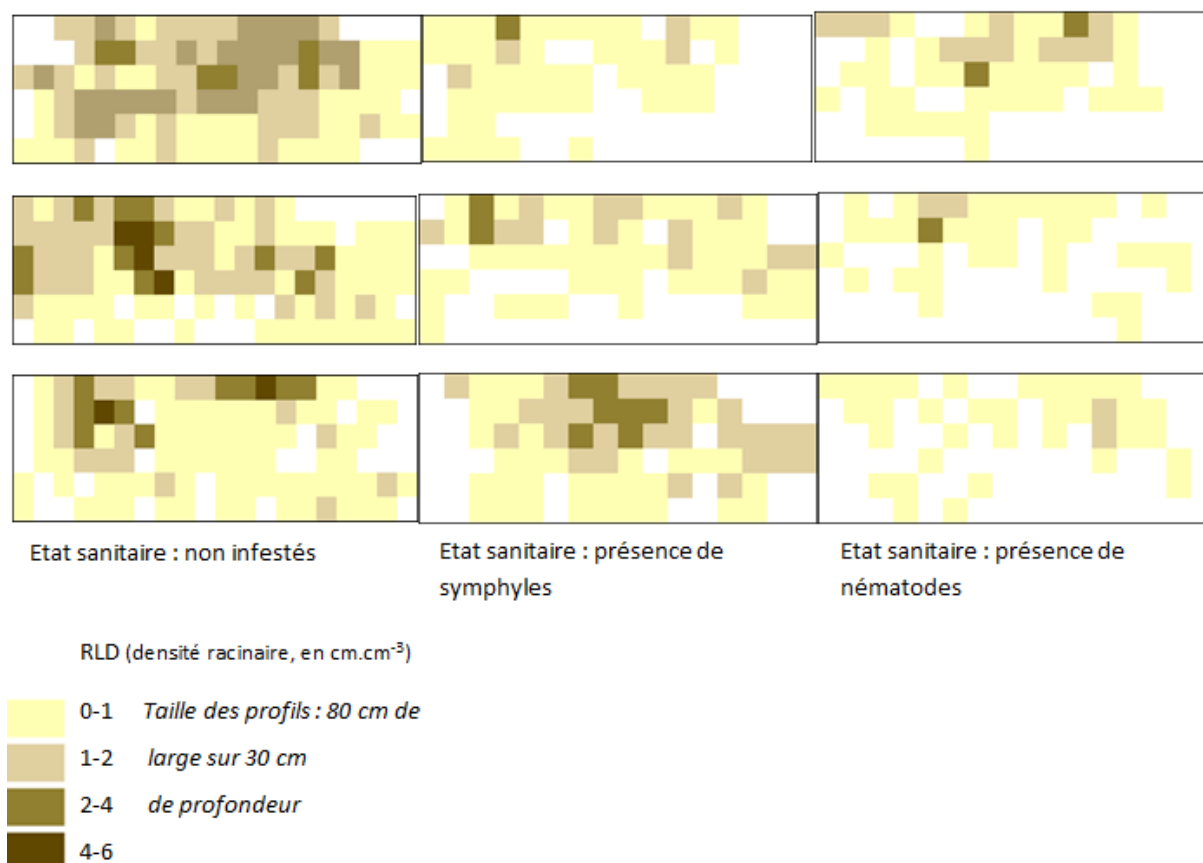 Etat sanitaire : non infestés
Etat sanitaire : présence de
symphyles
Etat sanitaire : présence de
nématodes
RLD (densité racinaire, en cm.cm⁻³)
0-1 Taille des profils : 80 cm de
1-2 large sur 30 cm
2-4 de profondeur
4-6